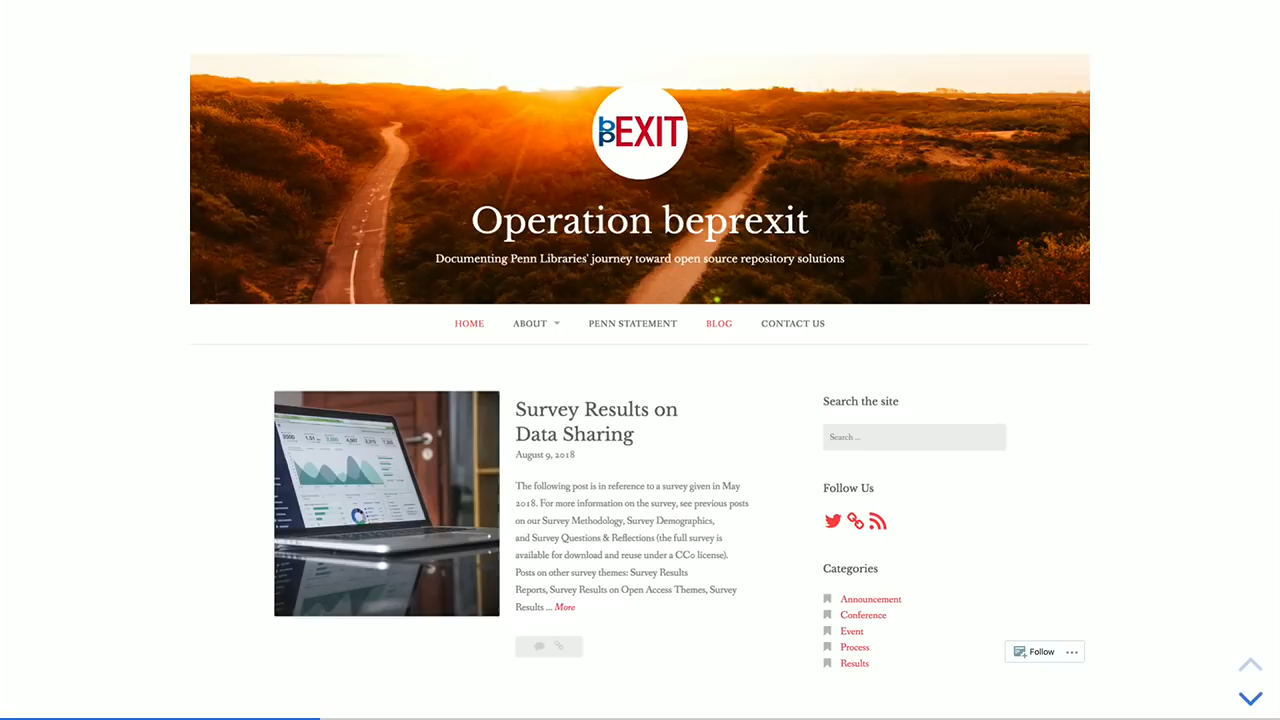 bpEXIT
Operation beprexit
Documenting Penn Libraries' journey toward open source repository solutions
HOME ABOUT PENN STATEMENT BLOG CONTACT US
Survey Results on
Data Sharing
August 9, 2018
The following post is in reference to a survey given in May
2018. For more information on the survey, see previous posts
on our Survey Methodology, Survey Demographics,
and Survey Questions & Reflections (the full survey is
available for download and reuse under a CC0 license).
Posts on other survey themes: Survey Results
Reports, Survey Results on Open Access Themes, Survey
Results ... More
Search the site
Search ...
Follow Us
Categories
Announcement
Conference
Event
Process
Results
Follow